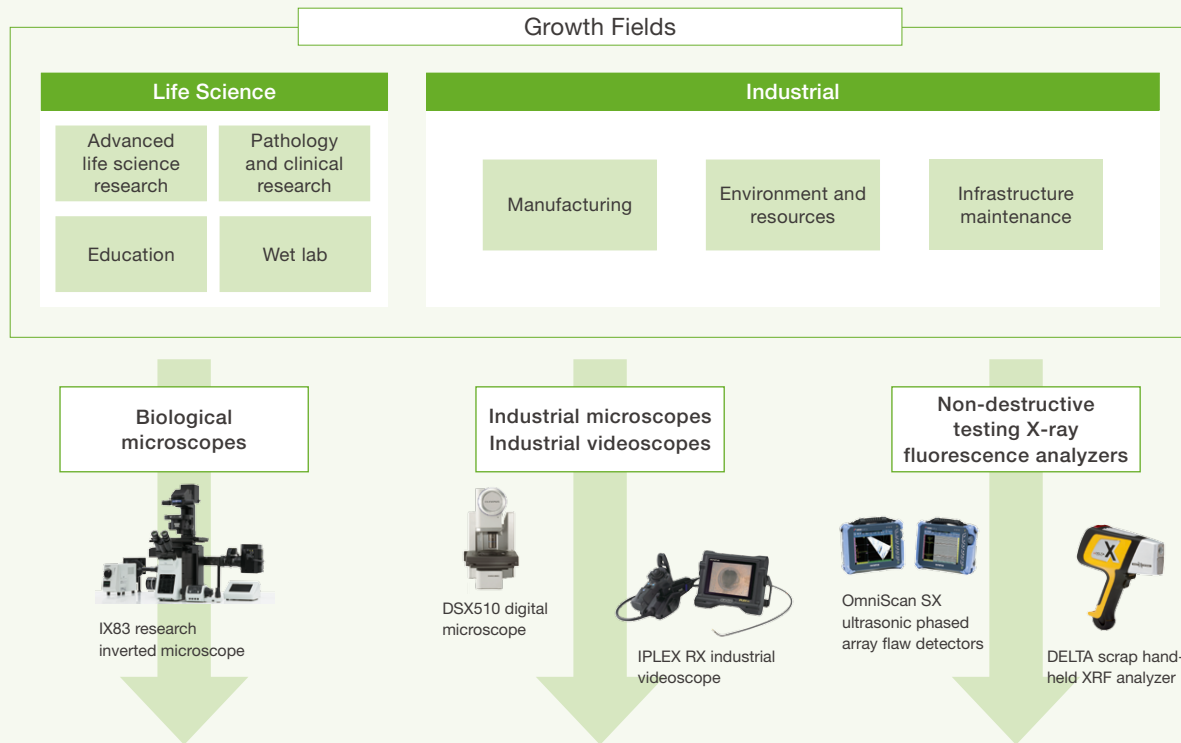 Growth Fields
Life Science
Advanced
life science
research
Pathology
and clinical
research
Education
Wet lab
Industrial
Manufacturing
Environment and
resources
Infrastructure
maintenance
Biological
microscopes
Industrial microscopes
Industrial videoscopes
Non-destructive
testing X-ray
fluorescence analyzers
IX83 research
inverted microscope
DSX510 digital
microscope
IPLEX RX industrial
videoscope
OmniScan SX
ultrasonic phased
array flaw detectors
X
DELTA scrap hand-
held XRF analyzer